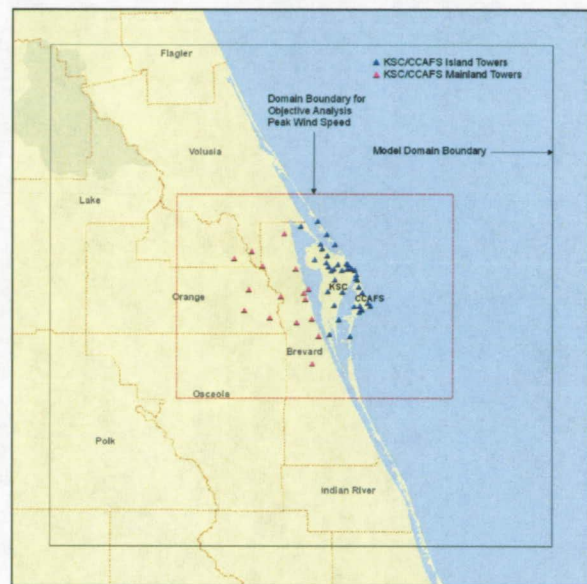 Flagler
KSC/CCAFS Island Towers
KSC/CCAFS Mainland Towers
Domain Boundary for
Objective Analysis
Peak Wind Speed
Volusia
Model Domain Boundary
Lake
KSC
Orange
CCAFS
Brevard
Osceola
Polk
Indian River